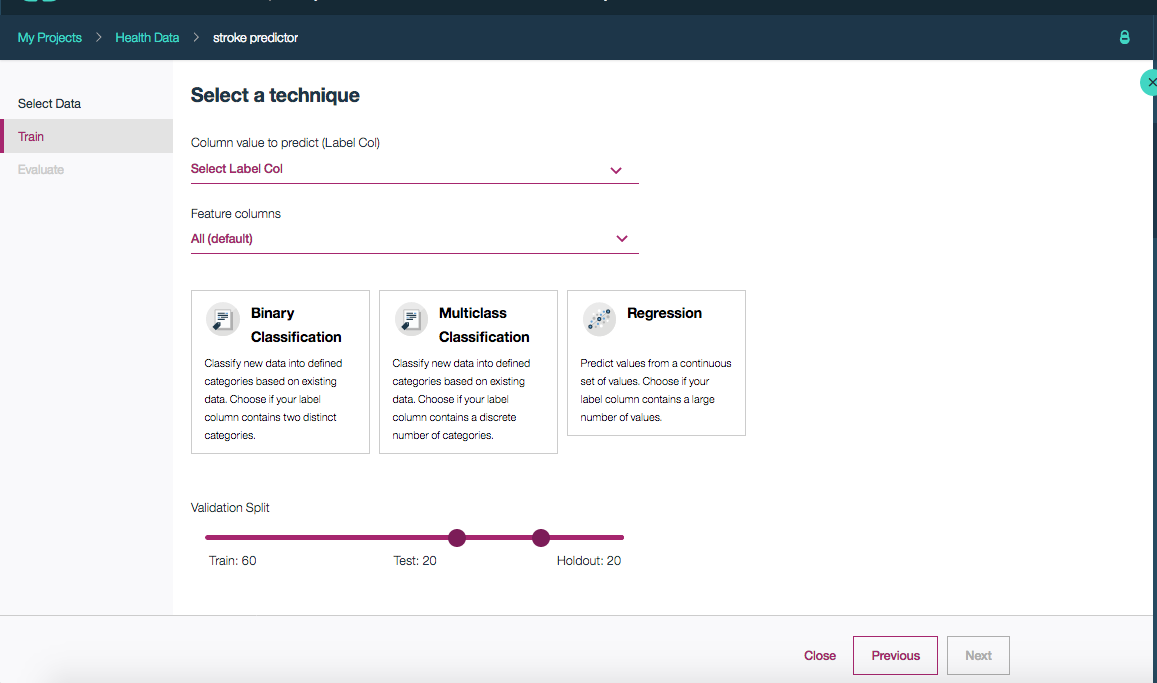 My Projects > Health Data > stroke predictor
Select Data
Train
Evaluate
Select a technique
Column value to predict (Label Col)
Select Label Col
Feature columns
All (default)
Binary
Classification
Classify new data into defined
categories based on existing
data. Choose if your label
column contains two distinct
categories.
Multiclass
Classification
Classify new data into defined
categories based on existing
data. Choose if your label
column contains a discrete
number of categories.
Regression
Predict values from a continuous
set of values. Choose if your
label column contains a large
number of values.
Validation Split
Train: 60 Test: 20 Holdout: 20
Close Previous Next